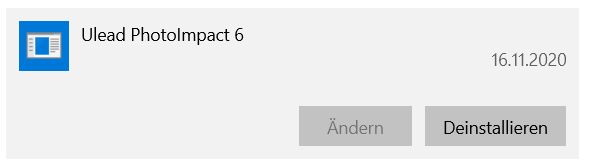 Ulead PhotoImpact 6
16.11.2020
Ändern
Deinstallieren